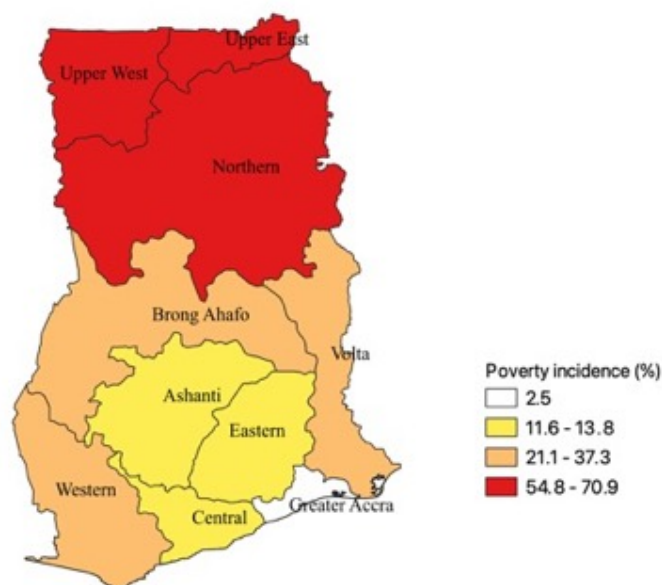 Upper East
Upper West
Northern
Brong Ahafo
Volta
Ashanti
Eastern
Western
Central
Greater Accra
Poverty incidence (%)
2.5
11.6 - 13.8
21.1 - 37.3
54.8 - 70.9